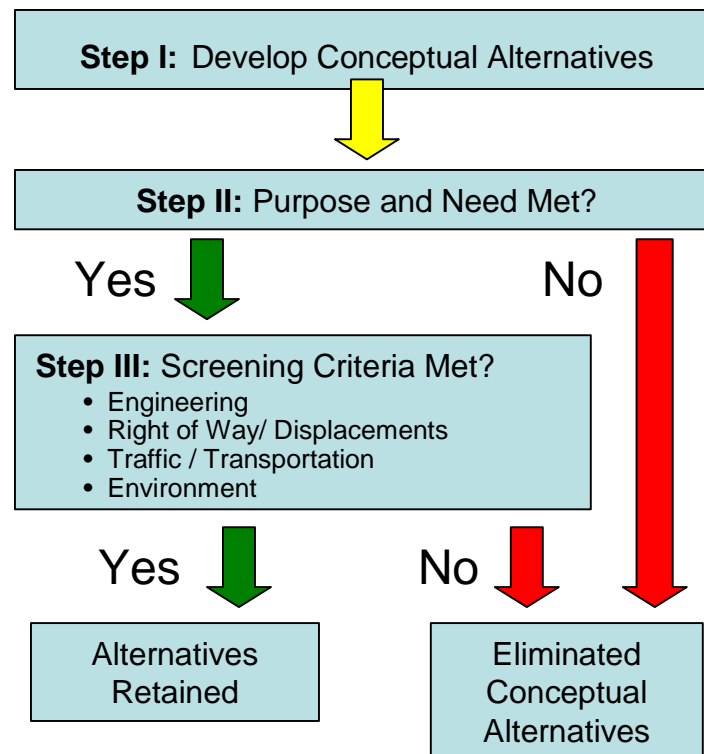 Step I: Develop Conceptual Alternatives
Step II: Purpose and Need Met?
Yes
No
Step III: Screening Criteria Met?
• Engineering
• Right of Way/ Displacements
• Traffic / Transportation
• Environment
Yes
No
Alternatives
Retained
Eliminated
Conceptual
Alternatives